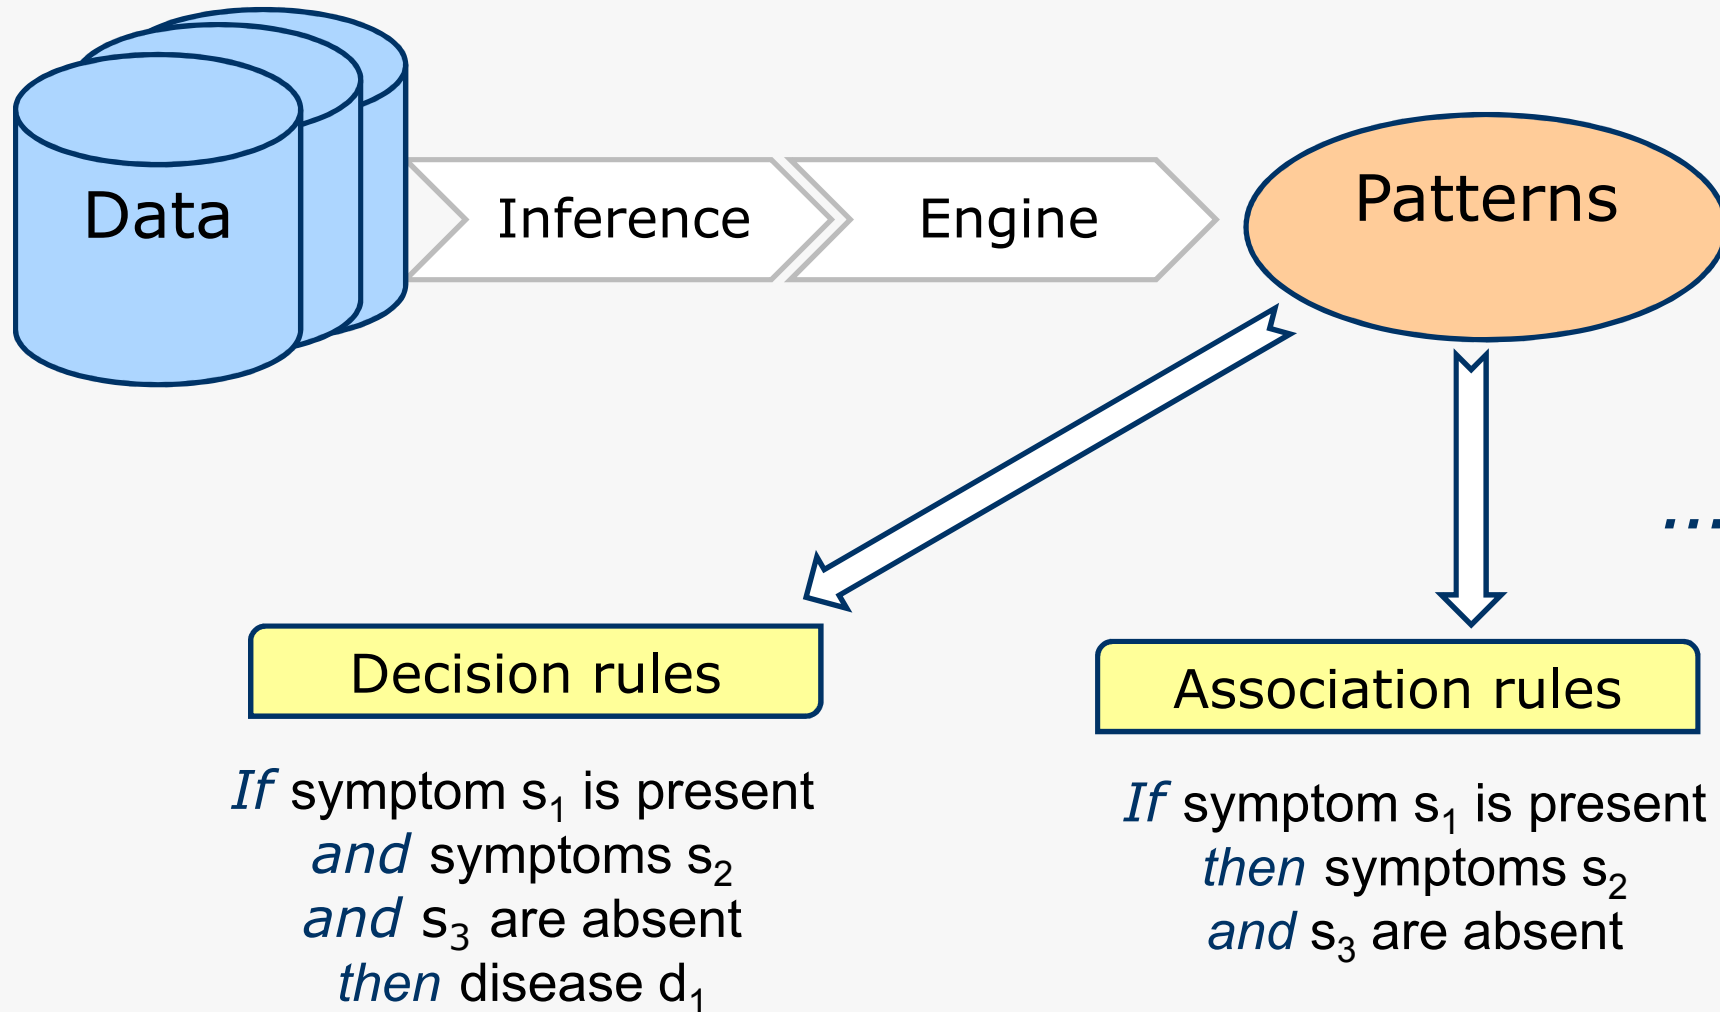 Data
Inference
Engine
Patterns
...
Decision rules
If symptom s₁ is present
and symptoms s₂
and s₃ are absent
then disease d₁
Association rules
If symptom s₁ is present
then symptoms s₂
and s₃ are absent